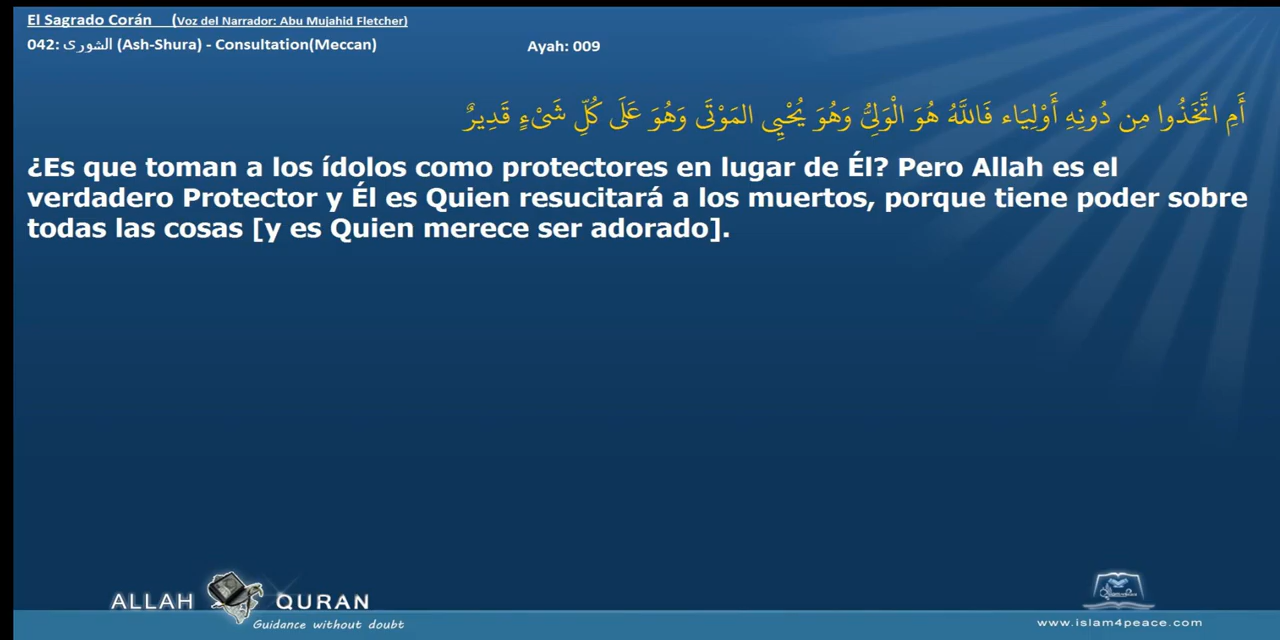 El Sagrado Corán (Voz del Narrador: Abu Mujahid Fletcher)
042: الشورى (Ash-Shura) - Consultation(Meccan) Ayah: 009
أَمِ اتَّخَذُوا مِن دُونِهِ أَوْلِيَاء فَاللَّهُ هُوَ الْوَلِيُّ وَهُوَ يُحْيِي المَوْتَى وَهُوَ عَلَى كُلِّ شَيْءٍ قَدِيرٌ
¿Es que toman a los ídolos como protectores en lugar de Él? Pero Allah es el
verdadero Protector y Él es Quien resucitará a los muertos, porque tiene poder sobre
todas las cosas [y es Quien merece ser adorado].
ALLAH QURAN
Guidance without doubt
www.islam4peace.com